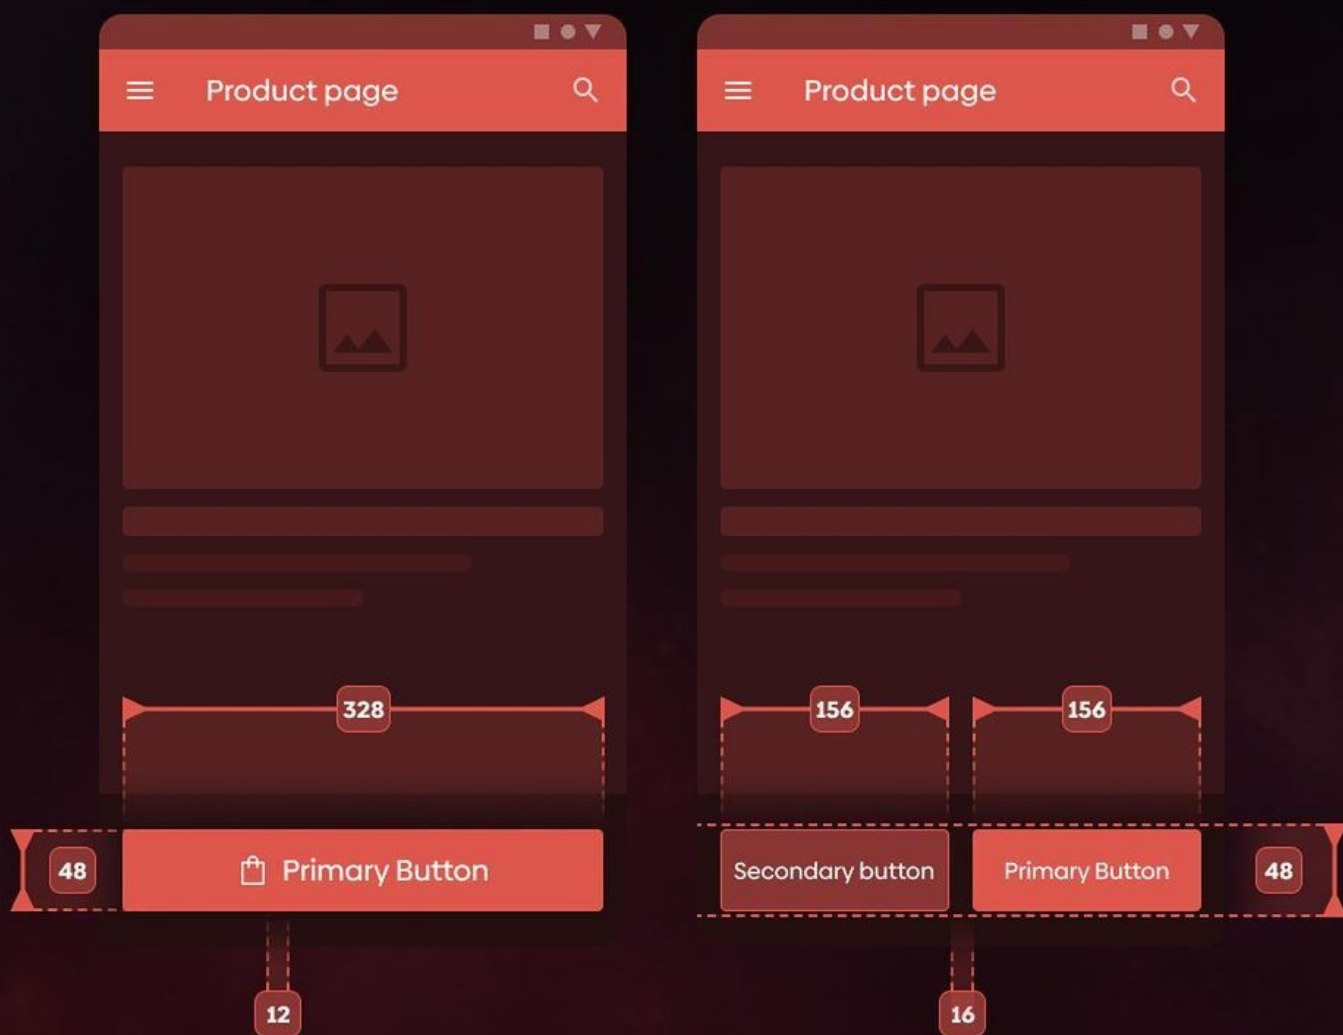 Product page
328
48
Primary Button
12
Product page
156
156
Secondary button
Primary Button
48
16